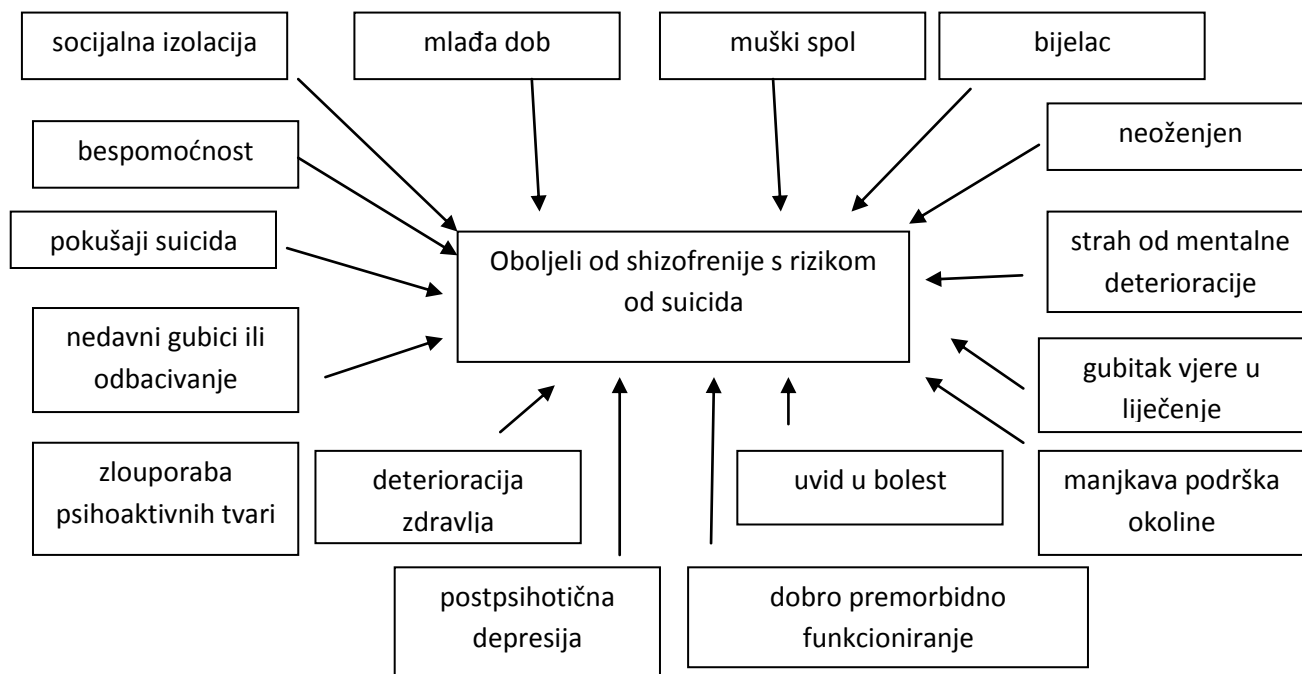 socijalna izolacija
mlađa dob
muški spol
bijelac
bespomoćnost
neoženjen
pokušaji suicida
Oboljeli od shizofrenije s rizikom
od suicida
strah od mentalne
deterioracije
nedavni gubici ili
odbacivanje
gubitak vjere u
liječenje
zlouporaba
psihoaktivnih tvari
deterioracija
zdravlja
uvid u bolest
manjkava podrška
okoline
postpsihotična
depresija
dobro premorbidno
funkcioniranje